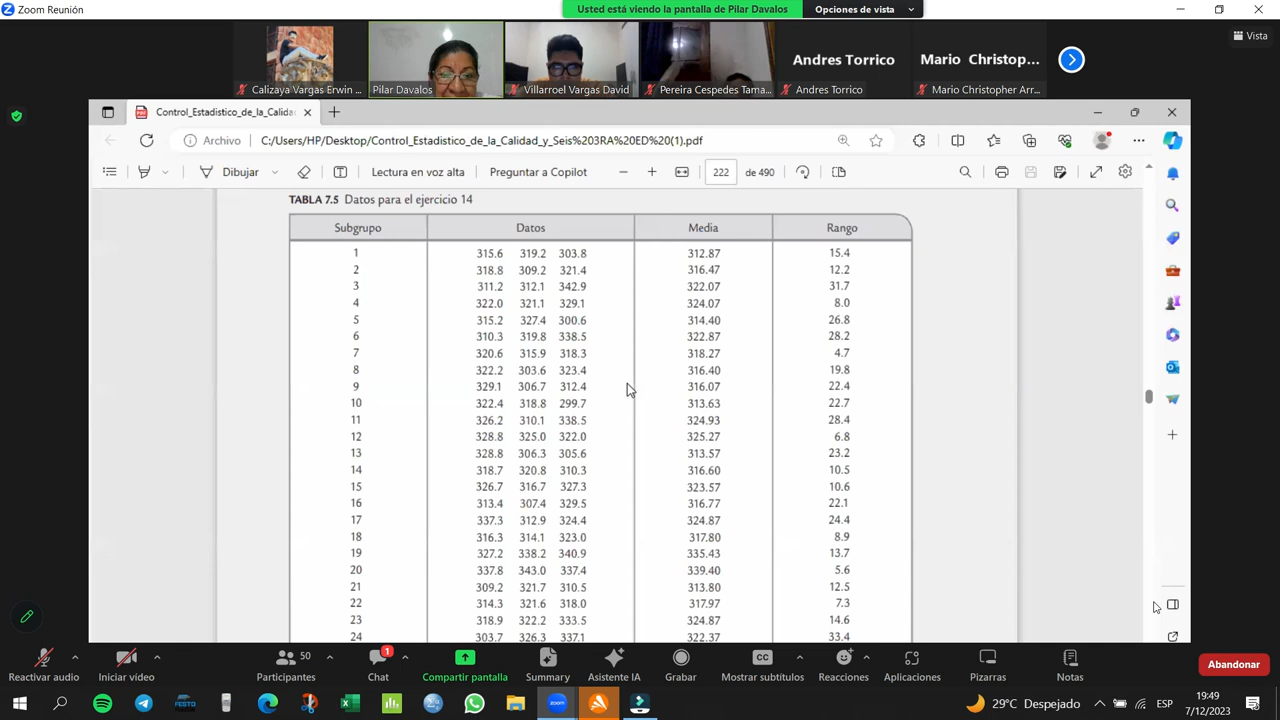 Zoom Reunión
Usted está viendo la pantalla de Pilar Davalos
Opciones de vista
Vista
Andres Torrico
Mario Christop...
Calizaya Vargas Erwin ...
Pilar Davalos
Villarroel Vargas David
Pereira Cespedes Tama...
Andres Torrico
Mario Christopher Arr...
Control_Estadistico_de_la_Calida
Archivo
C:/Users/HP/Desktop/Control_Estadistico_de_la_Calidad_y_Seis%203RA%20ED%20(1).pdf
Dibujar
Lectura en voz alta
Preguntar a Copilot
222
de 490
TABLA 7.5 Datos para el ejercicio 14
Subgrupo Datos Media Rango
1 315.6 319.2 303.8 312.87 15.4
2 318.8 309.2 321.4 316.47 12.2
3 311.2 312.1 342.9 322.07 31.7
4 322.0 321.1 329.1 324.07 8.0
5 315.2 327.4 300.6 314.40 26.8
6 310.3 319.8 338.5 322.87 28.2
7 320.6 315.9 318.3 318.27 4.7
8 322.2 303.6 323.4 316.40 19.8
9 329.1 306.7 312.4 316.07 22.4
10 322.4 318.8 299.7 313.63 22.7
11 326.2 310.1 338.5 324.93 28.4
12 328.8 325.0 322.0 325.27 6.8
13 328.8 306.3 305.6 313.57 23.2
14 318.7 320.8 310.3 316.60 10.5
15 326.7 316.7 327.3 323.57 10.6
16 313.4 307.4 329.5 316.77 22.1
17 337.3 312.9 324.4 324.87 24.4
18 316.3 314.1 323.0 317.80 8.9
19 327.2 338.2 340.9 335.43 13.7
20 337.8 343.0 337.4 339.40 5.6
21 309.2 321.7 310.5 313.80 12.5
22 314.3 321.6 318.0 317.97 7.3
23 318.9 322.2 333.5 324.87 14.6
24 303.7 326.3 337.1 322.37 33.4
50
1
Reactivar audio
Iniciar video
Participantes
Chat
Compartir pantalla
Summary
Asistente IA
Grabar
Mostrar subtítulos
Reacciones
Aplicaciones
Pizarras
Notas
Abandonar
FESTO
zoom
29°C Despejado
ESP
19:49
7/12/2023